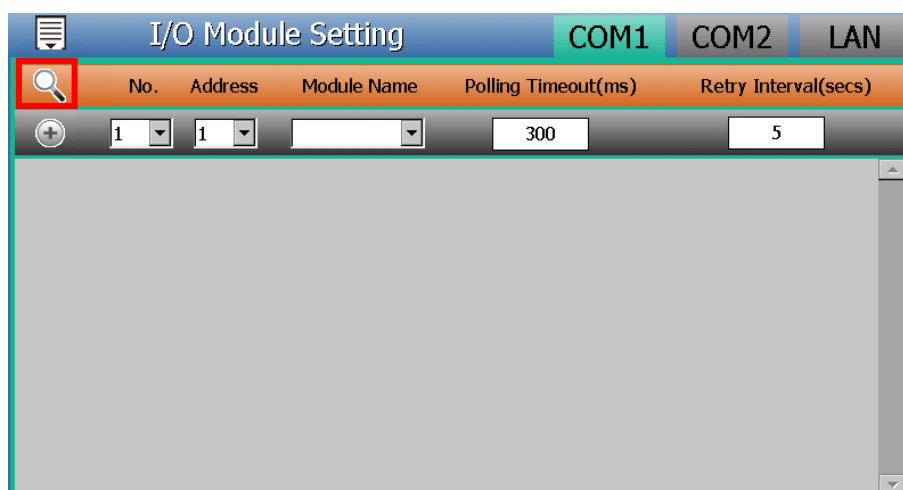 I/O Module Setting COM1 COM2 LAN
No. Address Module Name Polling Timeout(ms) Retry Interval(secs)
1 1 300 5